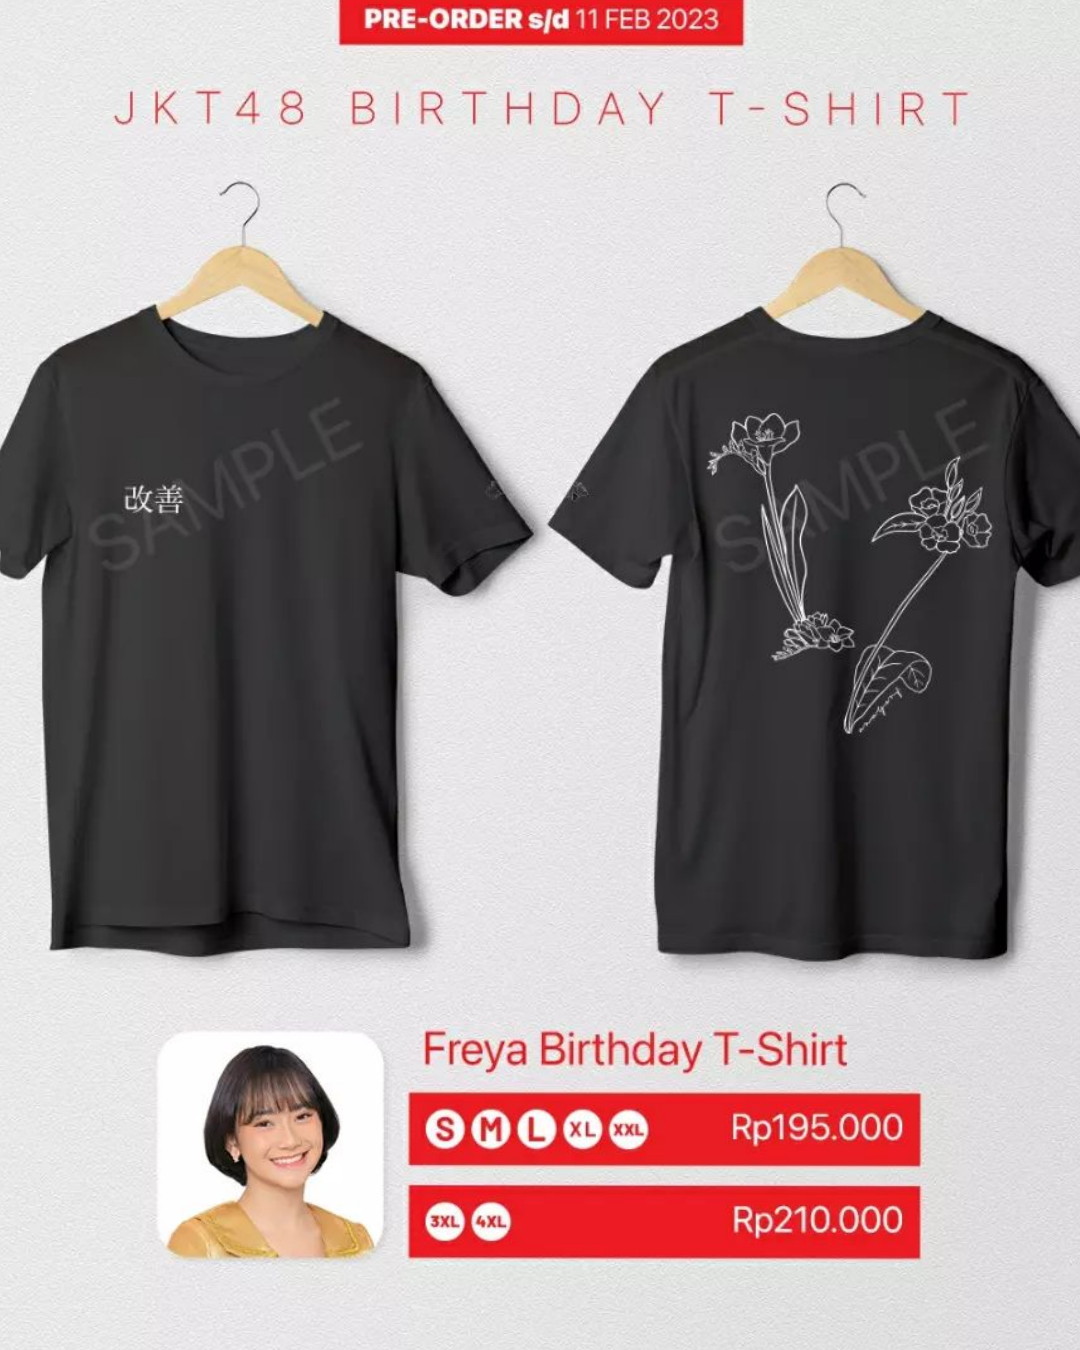 PRE-ORDER s/d 11 FEB 2023
JKT48 BIRTHDAY T-SHIRT
SAMPLE
SAMPLE
改善
Freya Birthday T-Shirt
S M L XL XXL Rp195.000
3XL 4XL Rp210.000